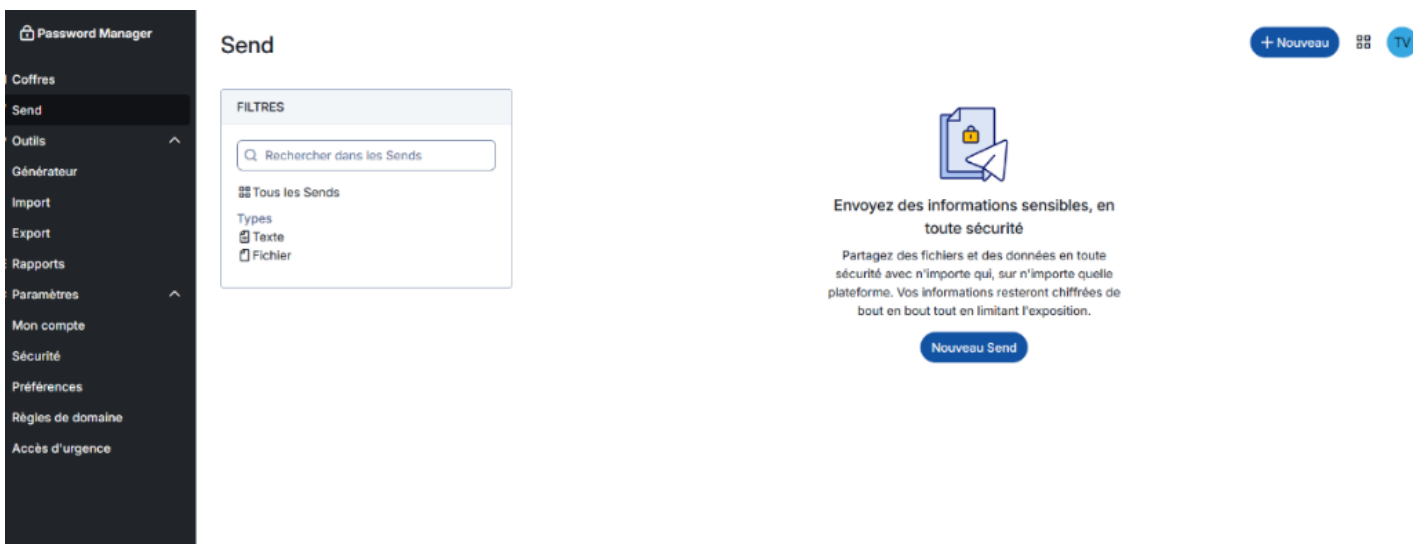 Password Manager
Coffres
Send
Outils
Générateur
Import
Export
Rapports
Paramètres
Mon compte
Sécurité
Préférences
Règles de domaine
Accès d'urgence
Send
+ Nouveau
TV
FILTRES
Rechercher dans les Sends
Tous les Sends
Types
Texte
Fichier
Envoyez des informations sensibles, en
toute sécurité
Partagez des fichiers et des données en toute
sécurité avec n'importe qui, sur n'importe quelle
plateforme. Vos informations resteront chiffrées de
bout en bout tout en limitant l'exposition.
Nouveau Send